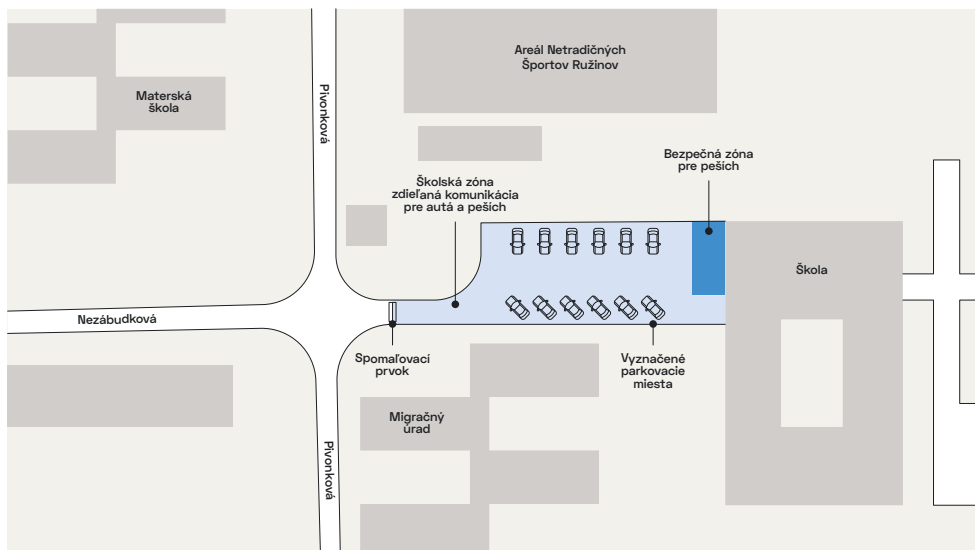 Areál Netradičných
Športov Ružinov
Materská
škola
Pivonková
Bezpečná zóna
pre peších
Školská zóna
zdieľaná komunikácia
pre autá a peších
Škola
Nezábudková
Spomaľovací
prvok
Vyznačené
parkovacie
miesta
Migračný
úrad
Pivonková